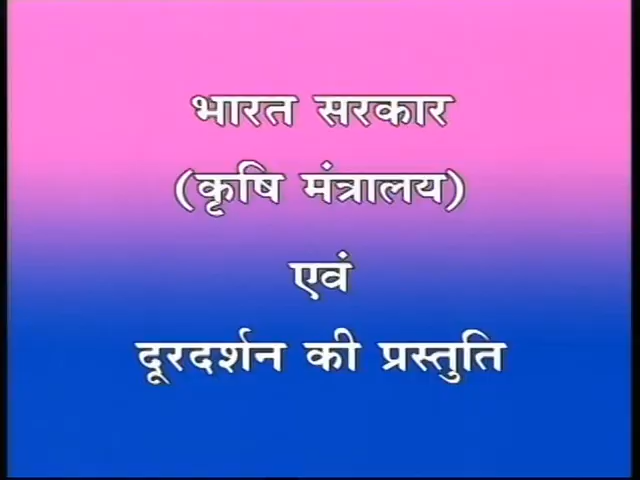 भारत सरकार
(कृषि मंत्रालय)
एवं
दूरदर्शन की प्रस्तुति